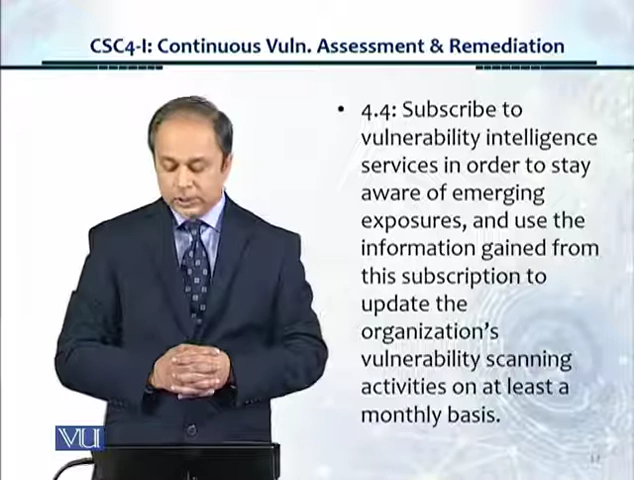 CSC4-I: Continuous Vuln. Assessment & Remediation
• 4.4: Subscribe to
vulnerability intelligence
services in order to stay
aware of emerging
exposures, and use the
information gained from
this subscription to
update the
organization's
vulnerability scanning
activities on at least a
monthly basis.
VU